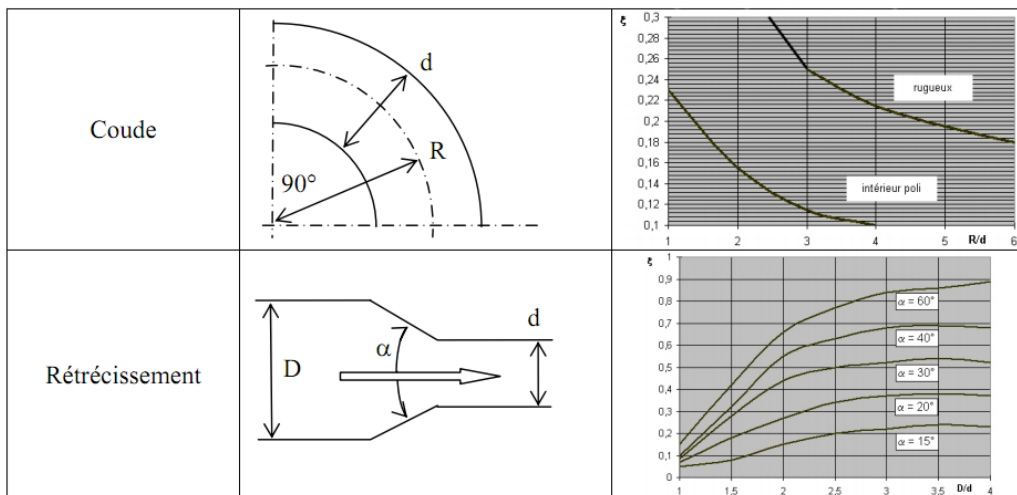 Coude
d
R
90°
ξ
0,3
0,28
0,26
0,24
0,22
0,2
0,18
0,16
0,14
0,12
0,1
rugueux
intérieur poli
1 2 3 4 5 6
R/d
Rétrécissement
D
α
d
ξ
1
0,9
0,8
0,7
0,6
0,5
0,4
0,3
0,2
0,1
0
α = 60°
α = 40°
α = 30°
α = 20°
α = 15°
1 1,5 2 2,5 3 3,5 4
D/d